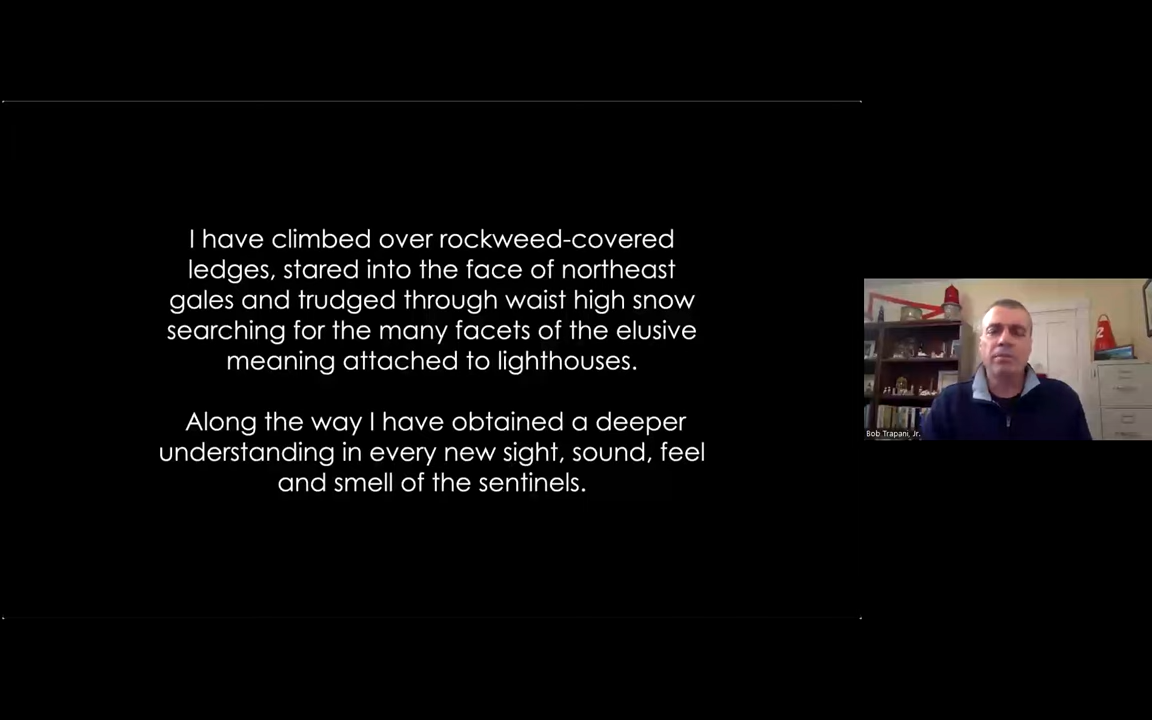 I have climbed over rockweed-covered
ledges, stared into the face of northeast
gales and trudged through waist high snow
searching for the many facets of the elusive
meaning attached to lighthouses.
Along the way I have obtained a deeper
understanding in every new sight, sound, feel
and smell of the sentinels.
2
Bob Trapani, Jr.